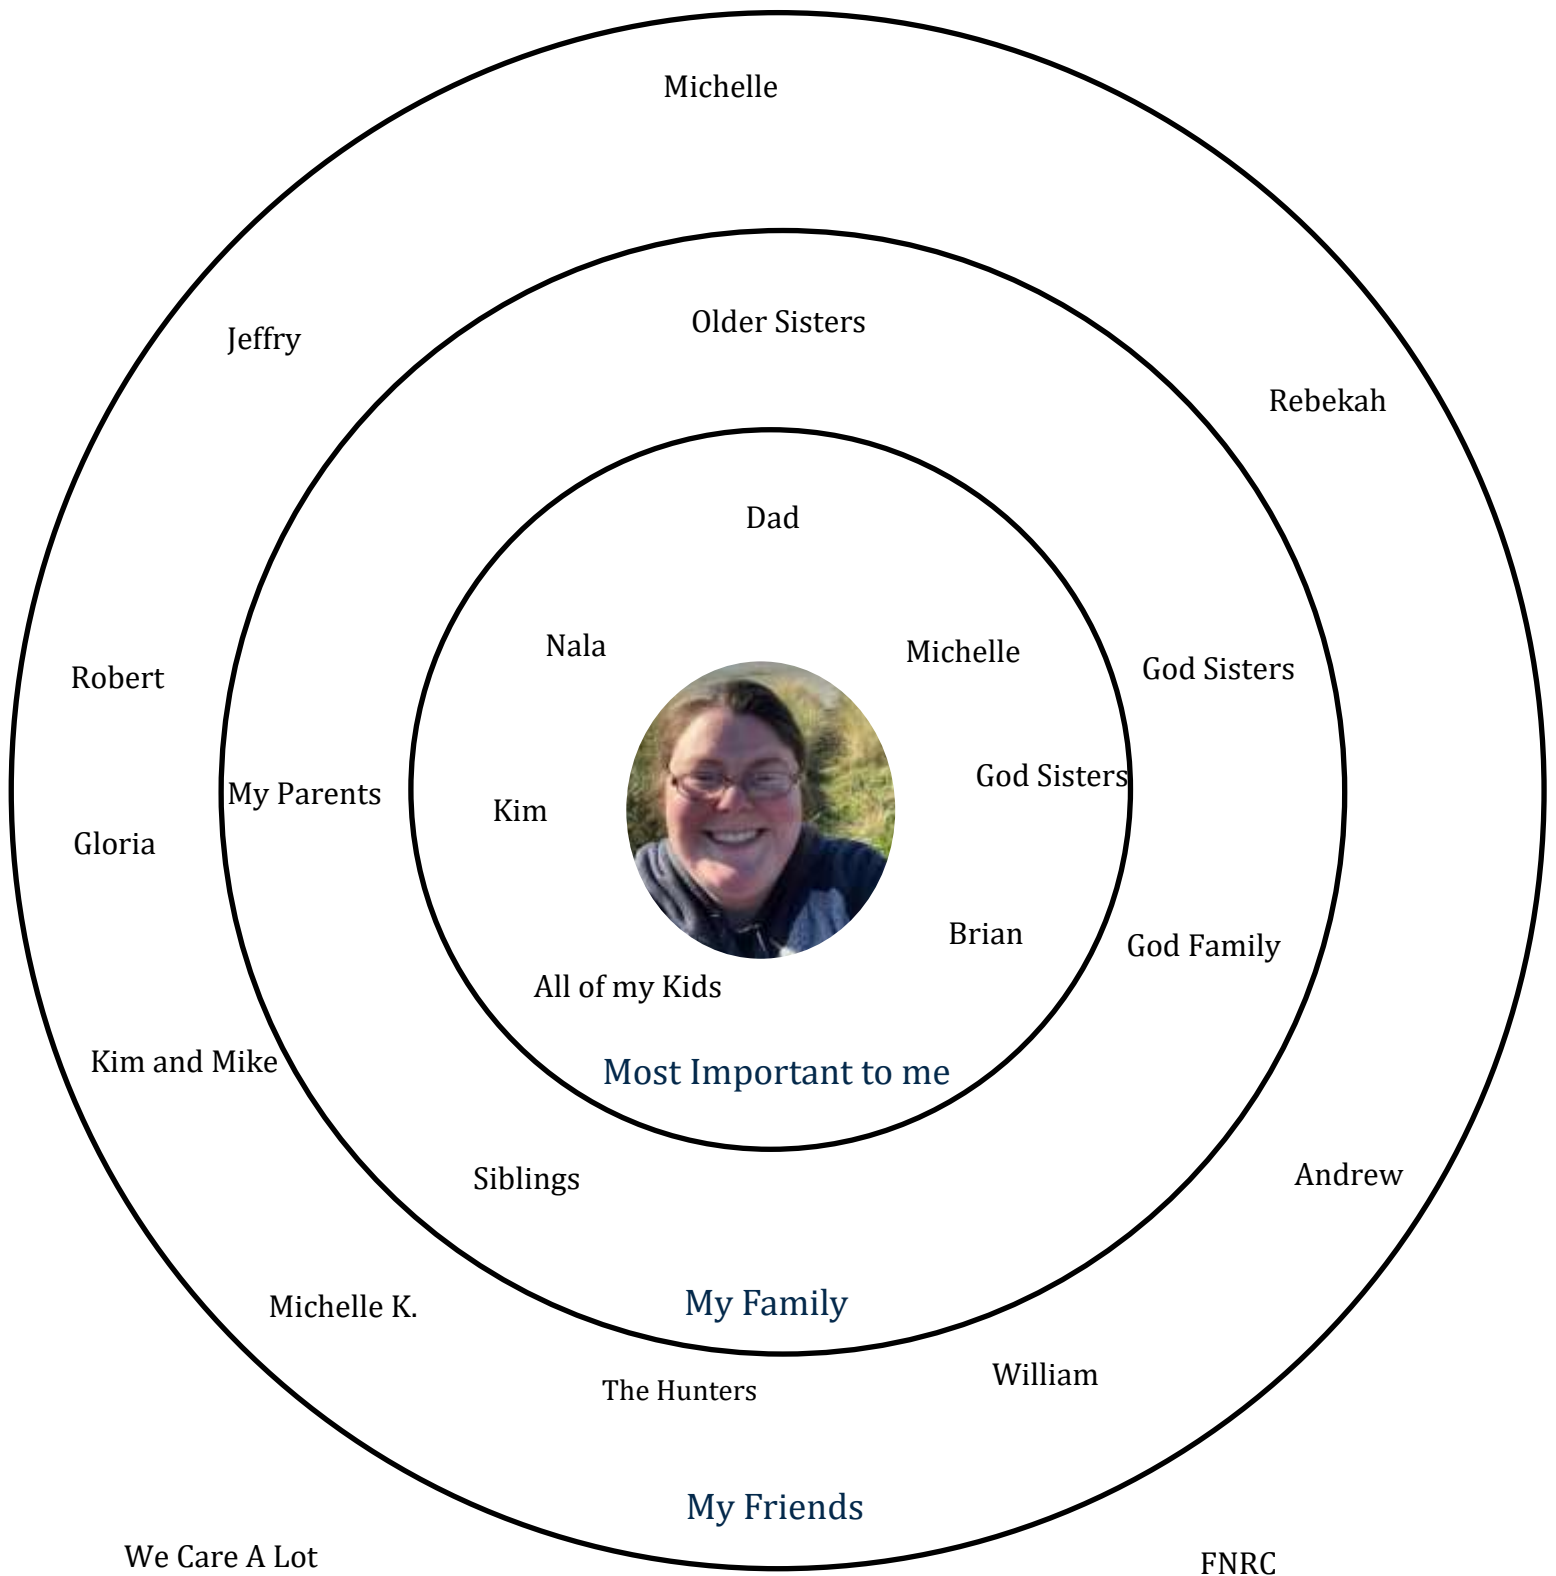 Michelle
Older Sisters
Jeffry
Rebekah
Dad
Nala
Michelle
God Sisters
Robert
God Sisters
My Parents
Kim
Gloria
Brian
God Family
All of my Kids
Kim and Mike
Most Important to me
Siblings
Andrew
My Family
Michelle K.
William
The Hunters
My Friends
We Care A Lot
FNRC